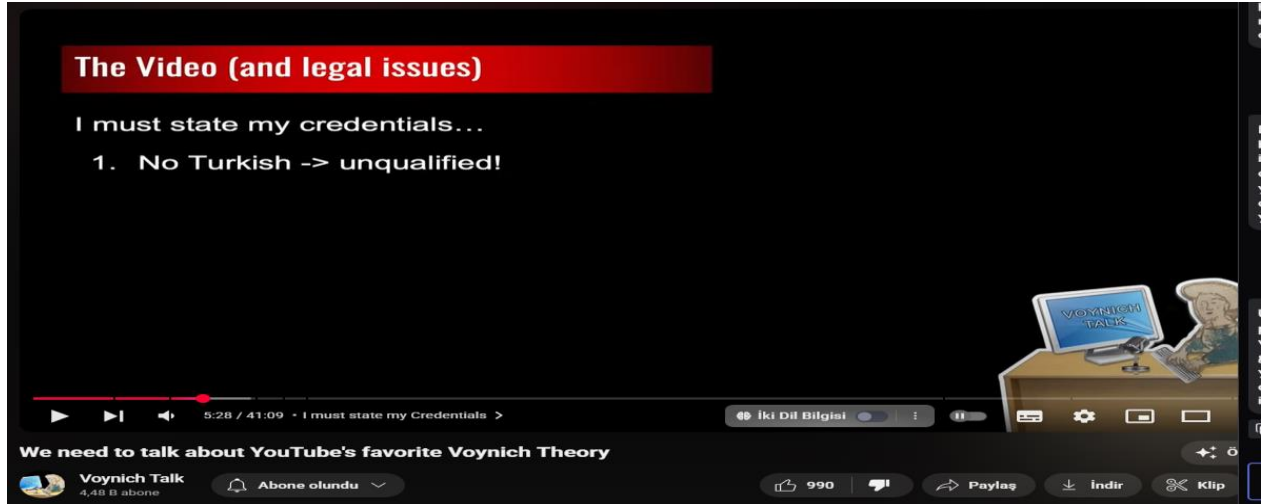 The Video (and legal issues)
I must state my credentials...
1. No Turkish -> unqualified!
VOYNICH
TALK
5:28 / 41:09 • I must state my Credentials >
İki Dil Bilgisi
We need to talk about YouTube's favorite Voynich Theory
Voynich Talk
4,48 B abone
Abone olundu
990
Paylaş
İndir
Klip